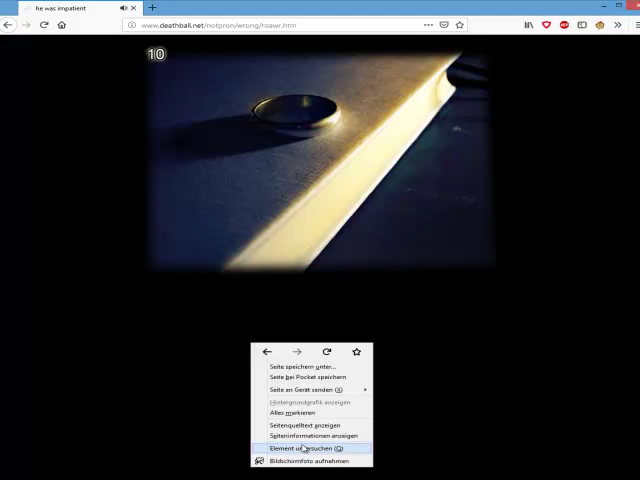 he was impatient
www.deathball.net/notpron/wrong/roawr.htm
10
Seite speichern unter...
Seite bei Pocket speichern
Seite an Gerät senden (X)
Hintergrundgrafik anzeigen
Alles markieren
Seitenquelltext anzeigen
Seiteninformationen anzeigen
Element untersuchen (Q)
Bildschirmfoto aufnehmen